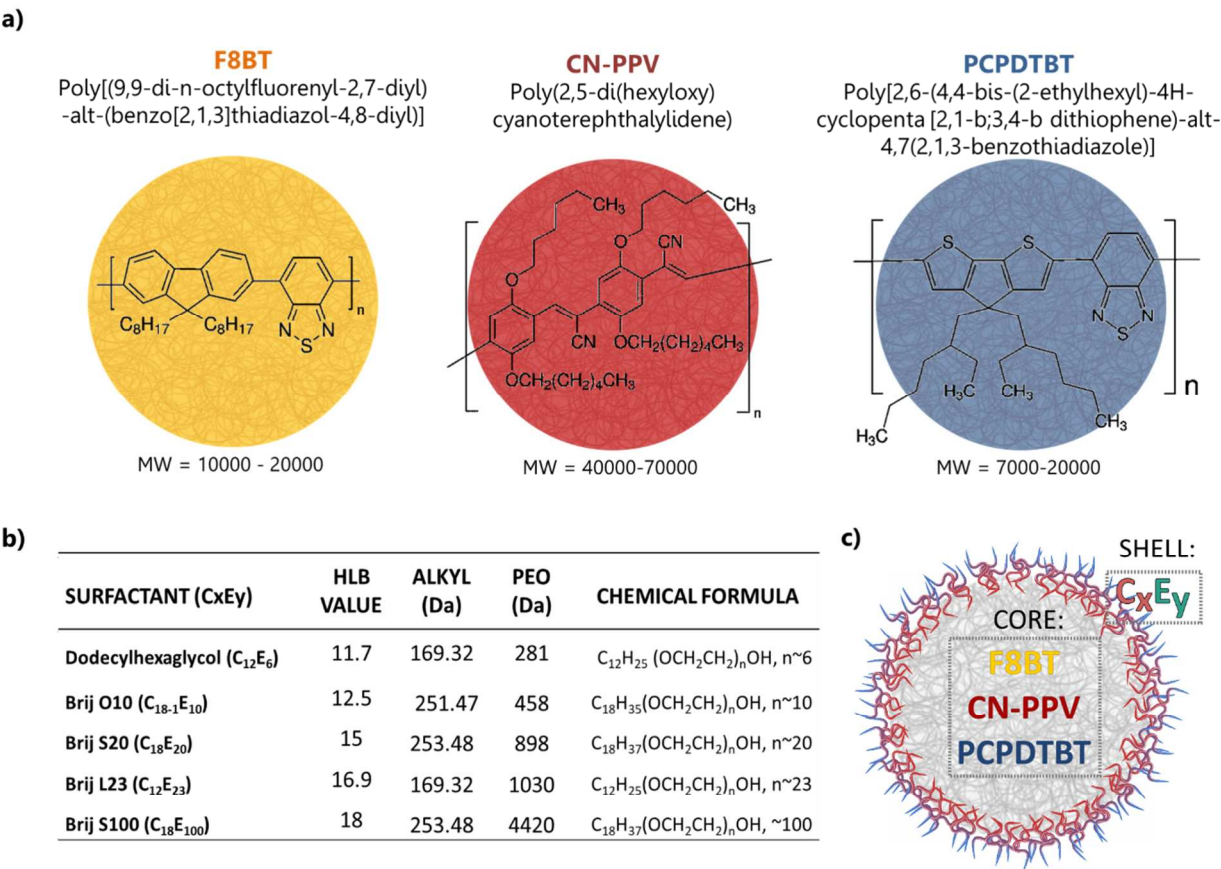 a)
F8BT
Poly[(9,9-di-n-octylfluorenyl-2,7-diyl)
-alt-(benzo[2,1,3]thiadiazol-4,8-diyl)]
C8H17 C8H17
N
S
N
n
MW = 10000 - 20000
CN-PPV
Poly(2,5-di(hexyloxy)
cyanoterephthalylidene)
CH3
CH3
O
CN
O
CN
OCH2(CH2)4CH3
OCH2(CH2)4CH3
n
MW = 40000-70000
PCPDTBT
Poly[2,6-(4,4-bis-(2-ethylhexyl)-4H-
cyclopenta [2,1-b;3,4-b dithiophene)-alt-
4,7(2,1,3-benzothiadiazole)]
S
S
N
N
S
H3C
CH3
n
H3C
CH3
MW = 7000-20000
b)
SURFACTANT (CxEy) HLB VALUE ALKYL (Da) PEO (Da) CHEMICAL FORMULA
Dodecylhexaglycol (C12E6) 11.7 169.32 281 C12H25 (OCH2CH2)nOH, n~6
Brij O10 (C18-1E10) 12.5 251.47 458 C18H35(OCH2CH2)nOH, n~10
Brij S20 (C18E20) 15 253.48 898 C18H37(OCH2CH2)nOH, n~20
Brij L23 (C12E23) 16.9 169.32 1030 C12H25(OCH2CH2)nOH, n~23
Brij S100 (C18E100) 18 253.48 4420 C18H37(OCH2CH2)nOH, ~100
c)
SHELL:
CxEy
CORE:
F8BT
CN-PPV
PCPDTBT